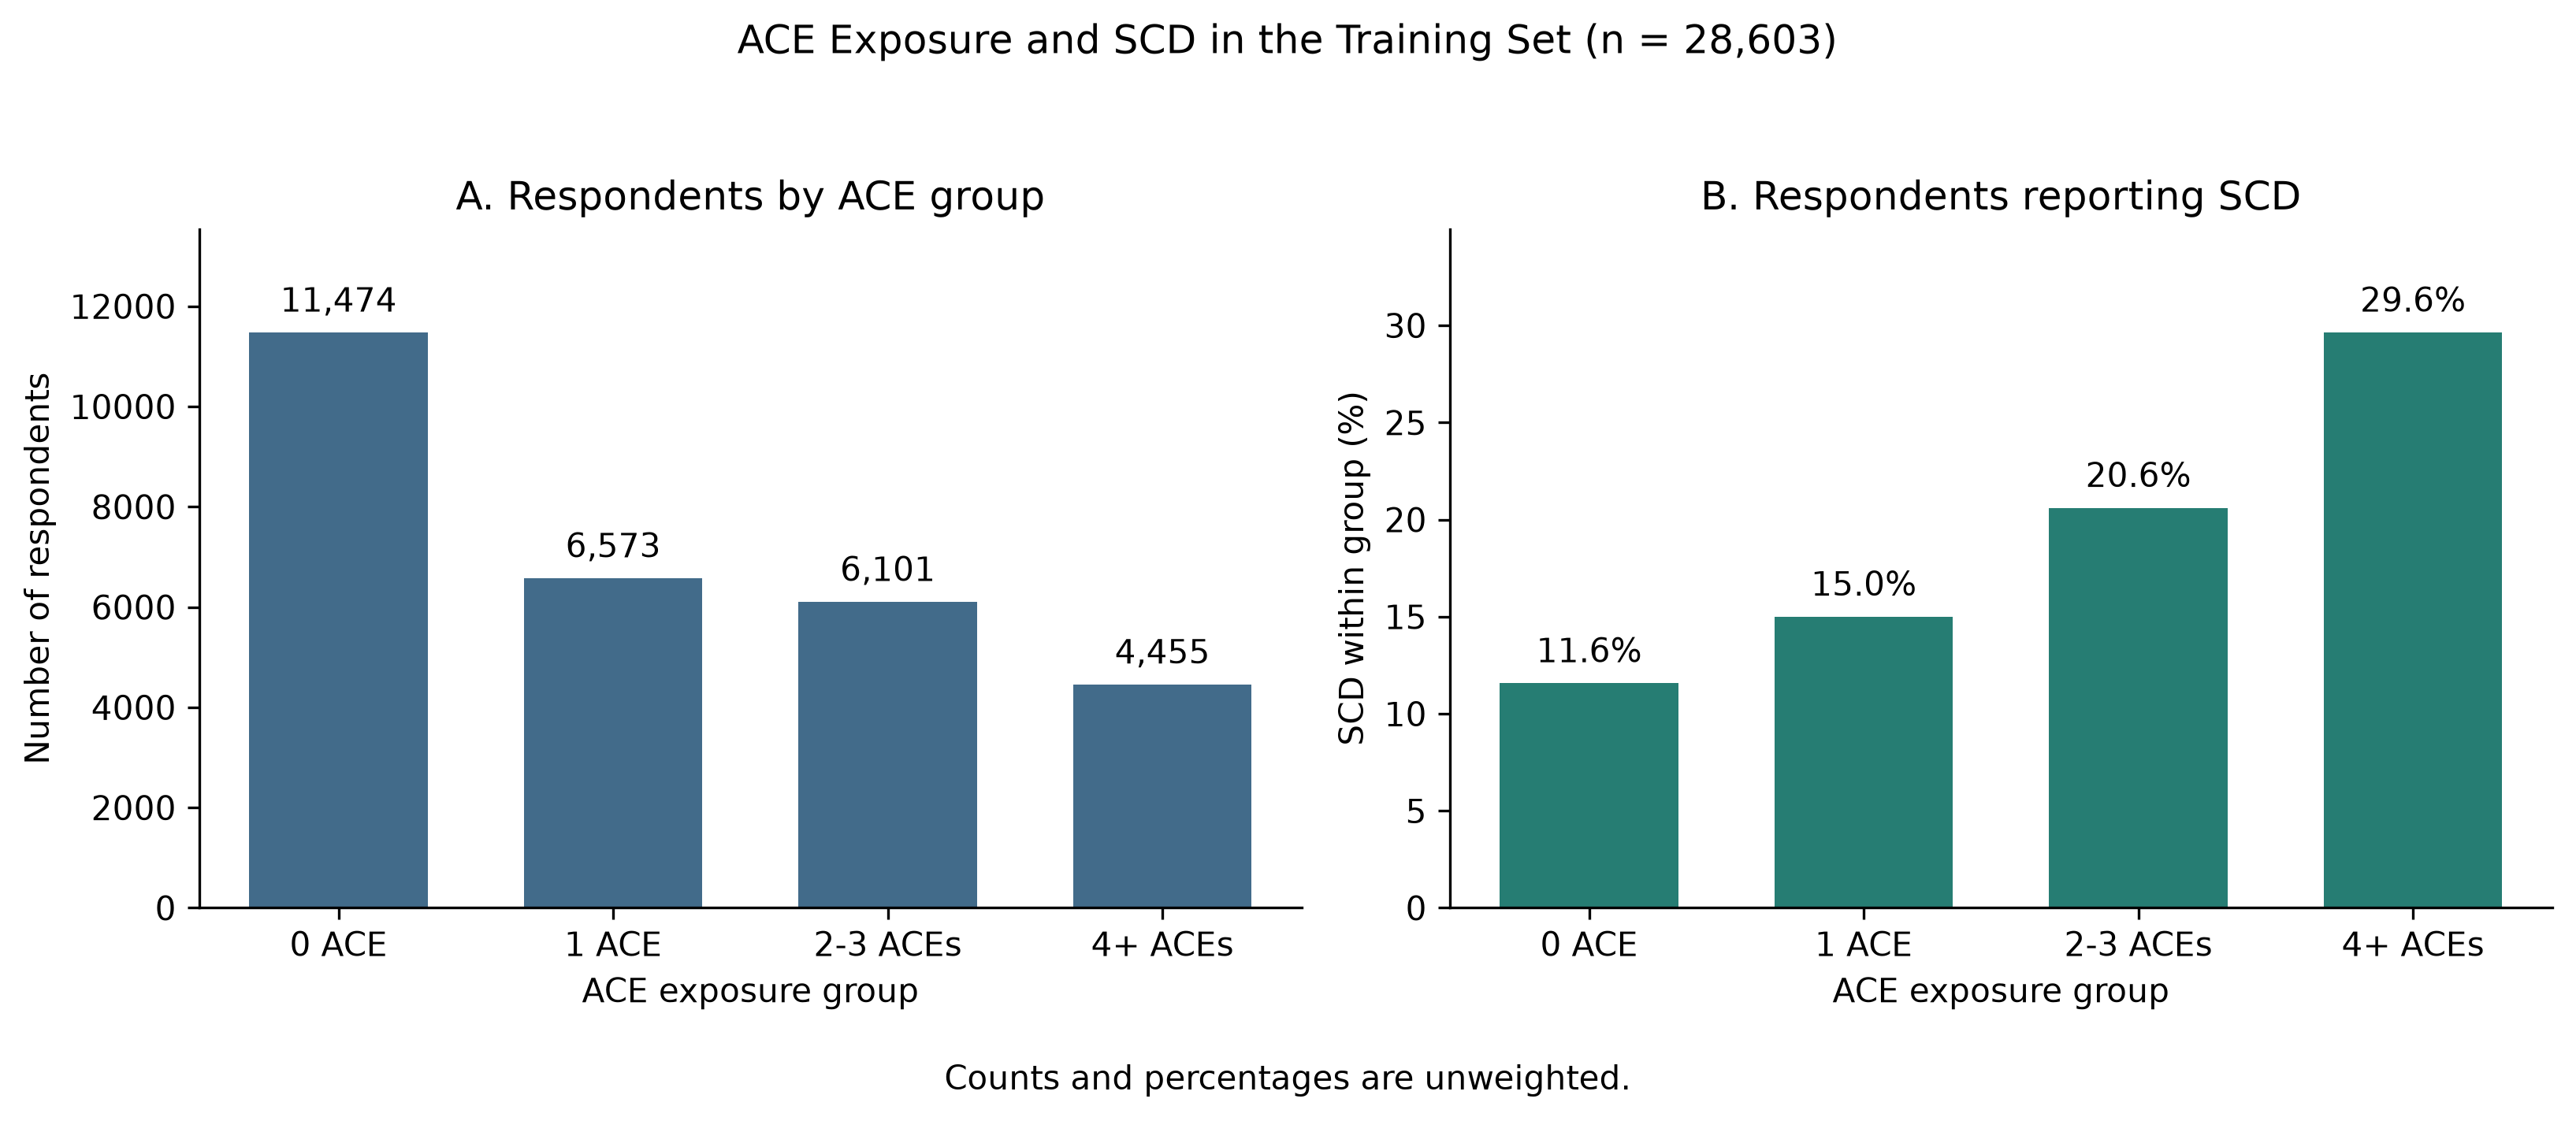 ACE Exposure and SCD in the Training Set (n = 28,603)
A. Respondents by ACE group
Number of respondents
12000
10000
8000
6000
4000
2000
0
11,474
6,573
6,101
4,455
0 ACE
1 ACE
2-3 ACEs
4+ ACEs
ACE exposure group
B. Respondents reporting SCD
SCD within group (%)
30
25
20
15
10
5
0
11.6%
15.0%
20.6%
29.6%
0 ACE
1 ACE
2-3 ACEs
4+ ACEs
ACE exposure group
Counts and percentages are unweighted.